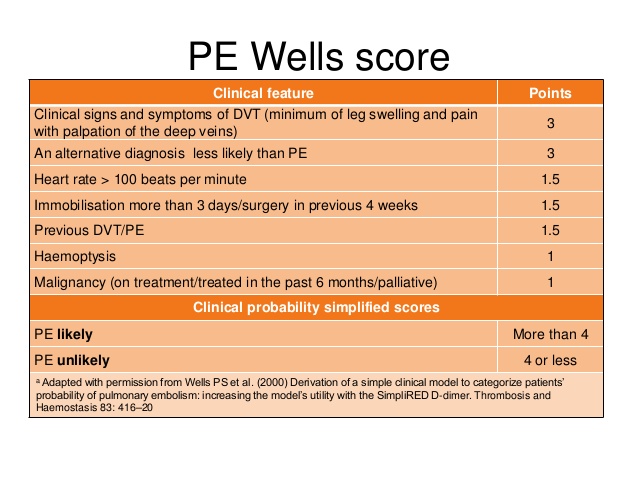 PE Wells score
Clinical feature Points
Clinical signs and symptoms of DVT (minimum of leg swelling and pain
with palpation of the deep veins) 3
An alternative diagnosis less likely than PE 3
Heart rate > 100 beats per minute 1.5
Immobilisation more than 3 days/surgery in previous 4 weeks 1.5
Previous DVT/PE 1.5
Haemoptysis 1
Malignancy (on treatment/treated in the past 6 months/palliative) 1
Clinical probability simplified scores
PE likely More than 4
PE unlikely 4 or less
a Adapted with permission from Wells PS et al. (2000) Derivation of a simple clinical model to categorize patients’
probability of pulmonary embolism: increasing the model’s utility with the SimpliRED D-dimer. Thrombosis and
Haemostasis 83: 416–20